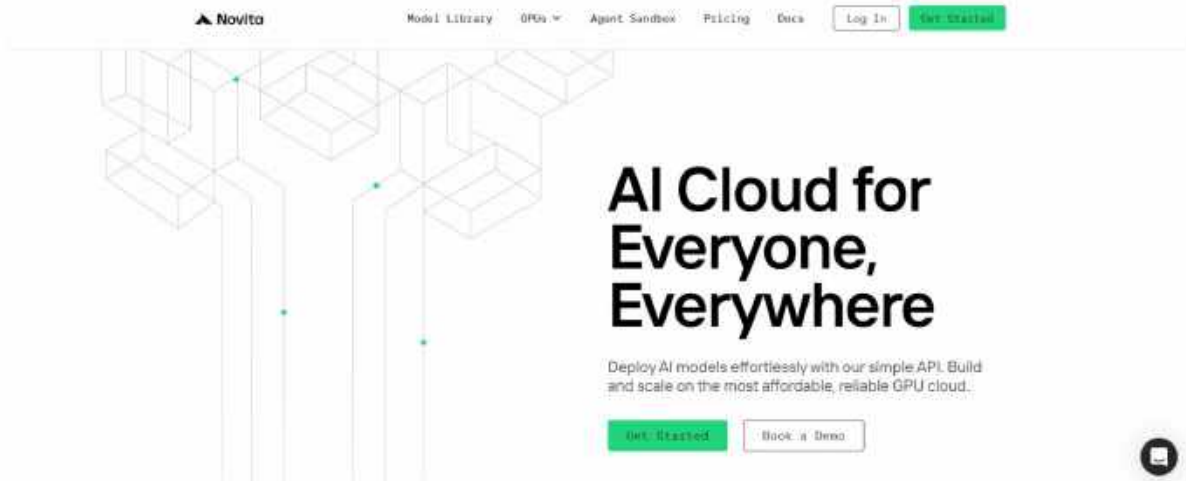 Novita
Model Library GPUs Agent Sandbox Pricing Docs Log In Get Started
AI Cloud for
Everyone,
Everywhere
Deploy AI models effortlessly with our simple API. Build
and scale on the most affordable, reliable GPU cloud.
Get Started Book a Demo